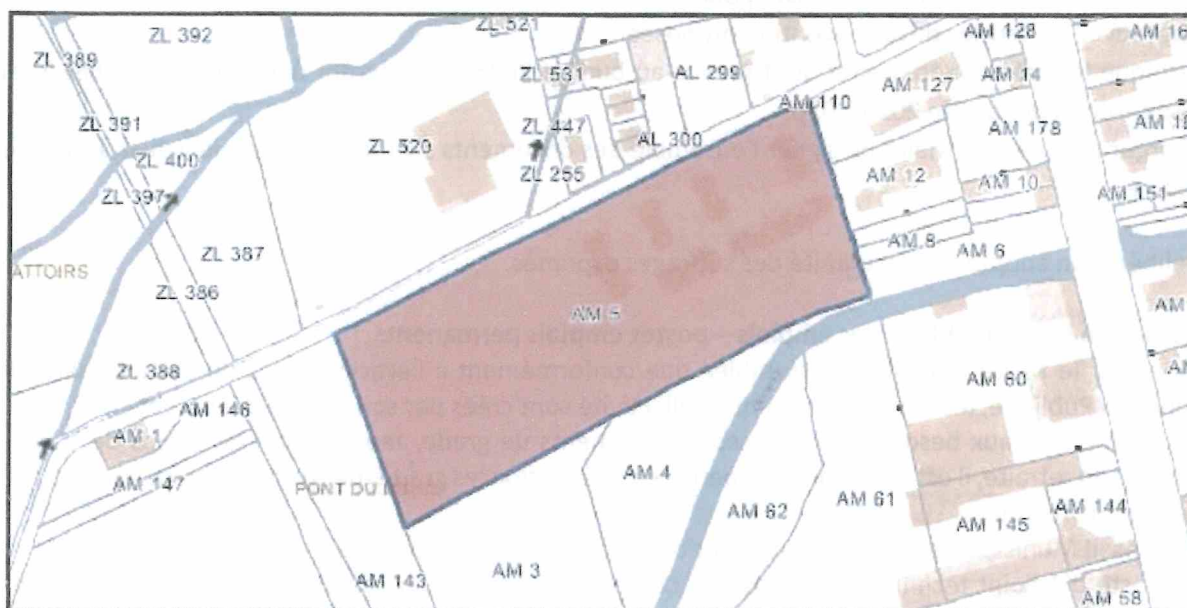 ZL 392
ZL 521
AM 128
AM 16
ZL 389
ZL 531
AL 299
AM 127
AM 14
AM 110
ZL 391
ZL 447
AM 178
AM 18
ZL 400
ZL 520
AL 300
ZL 397
ZL 255
AM 12
AM 10
AM 151
ZL 387
AM 8
AM 6
ATTOIRS
ZL 386
AM 5
ZL 388
AM 60
AM 146
AM 1
AM 4
AM 147
PONT DU
AM 62
AM 61
AM 145
AM 144
AM 143
AM 3
AM 58